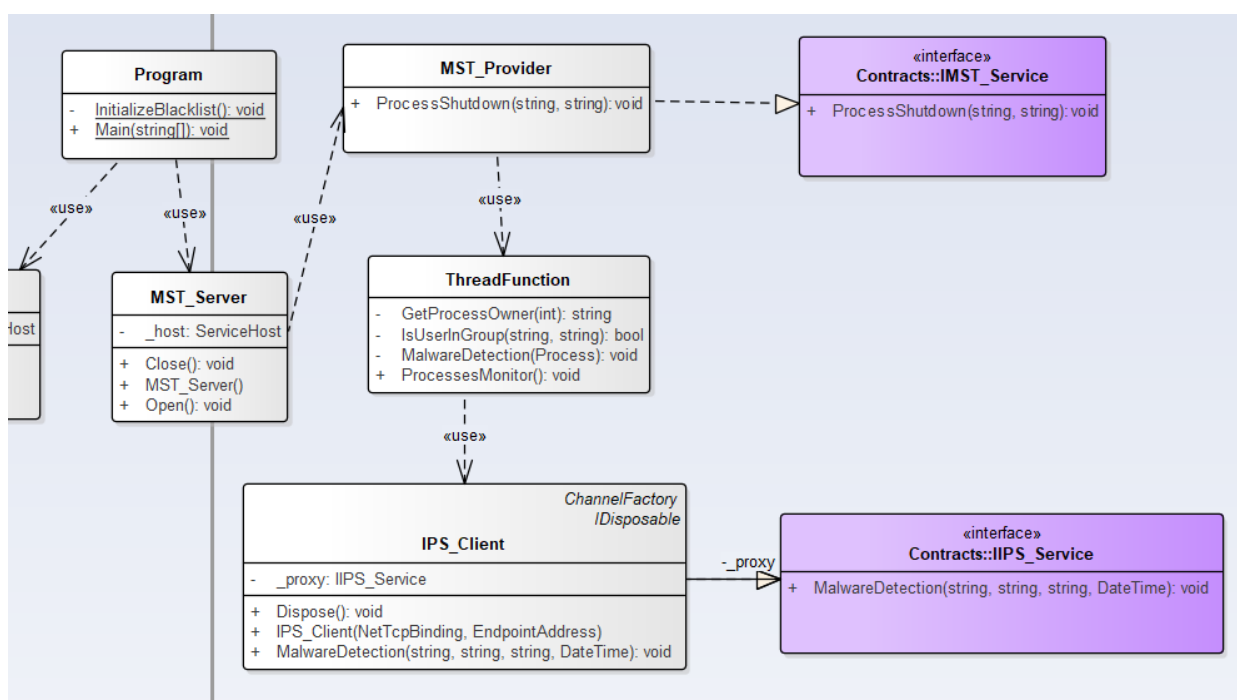 Program
- InitializeBlacklist(): void
+ Main(string[]): void
MST_Provider
+ ProcessShutdown(string, string): void
«interface»
Contracts::IMST_Service
+ ProcessShutdown(string, string): void
«use»
«use»
«use»
«use»
Host
MST_Server
- _host: ServiceHost
+ Close(): void
+ MST_Server()
+ Open(): void
ThreadFunction
- GetProcessOwner(int): string
- IsUserInGroup(string, string): bool
- MalwareDetection(Process): void
+ ProcessesMonitor(): void
«use»
ChannelFactory
IDisposable
IPS_Client
- _proxy: IIPS_Service
+ Dispose(): void
+ IPS_Client(NetTcpBinding, EndpointAddress)
+ MalwareDetection(string, string, string, DateTime): void
-_proxy
«interface»
Contracts::IIPS_Service
+ MalwareDetection(string, string, string, DateTime): void